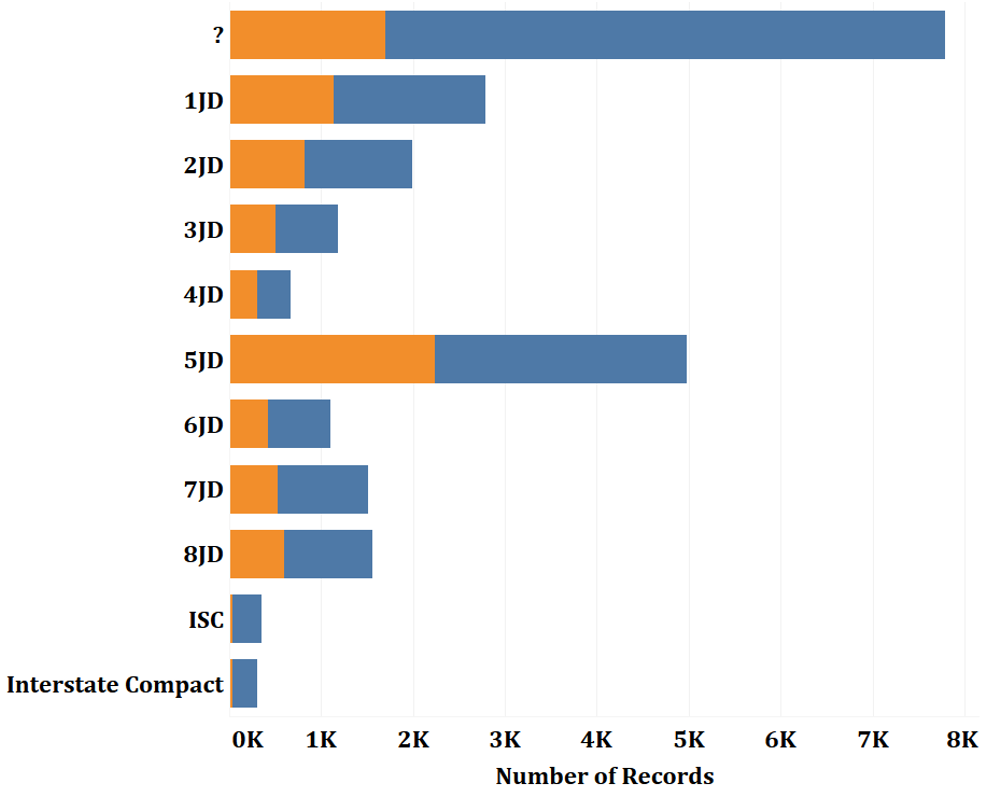 ?
1JD
2JD
3JD
4JD
5JD
6JD
7JD
8JD
ISC
Interstate Compact
0K 1K 2K 3K 4K 5K 6K 7K 8K
Number of Records